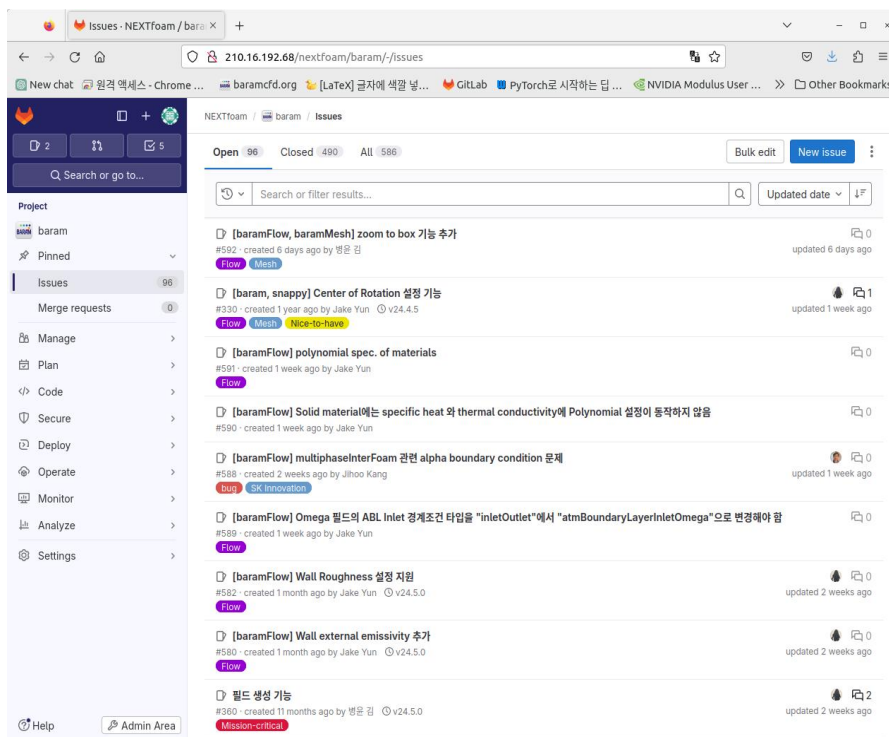 Issues · NEXTfoam / bara
210.16.192.68/nextfoam/baram/-/issues
New chat
원격 액세스 - Chrome ...
baramcfd.org
[LaTeX] 글자에 색깔 넣...
GitLab
PyTorch로 시작하는 딥 ...
NVIDIA Modulus User ...
Other Bookmarks
2
5
Search or go to...
Project
baram
Pinned
Issues 96
Merge requests 0
Manage
Plan
Code
Secure
Deploy
Operate
Monitor
Analyze
Settings
Help
Admin Area
NEXTfoam / baram / Issues
Open 96 Closed 490 All 586
Bulk edit
New issue
Search or filter results...
Updated date
[baramFlow, baramMesh] zoom to box 기능 추가
0
#592 · created 6 days ago by 병윤 김
updated 6 days ago
Flow Mesh
[baram, snappy] Center of Rotation 설정 기능
1
#330 · created 1 year ago by Jake Yun v24.4.5
updated 1 week ago
Flow Mesh Nice-to-have
[baramFlow] polynomial spec. of materials
0
#591 · created 1 week ago by Jake Yun
Flow
[baramFlow] Solid material에는 specific heat 와 thermal conductivity에 Polynomial 설정이 동작하지 않음
0
#590 · created 1 week ago by Jake Yun
[baramFlow] multiphaseInterFoam 관련 alpha boundary condition 문제
0
#588 · created 2 weeks ago by Jihoo Kang
updated 1 week ago
bug SK Innovation
[baramFlow] Omega 필드의 ABL Inlet 경계조건 타입을 "inletOutlet"에서 "atmBoundaryLayerInletOmega"으로 변경해야 함
0
#589 · created 1 week ago by Jake Yun
Flow
[baramFlow] Wall Roughness 설정 지원
0
#582 · created 1 month ago by Jake Yun v24.5.0
updated 2 weeks ago
Flow
[baramFlow] Wall external emissivity 추가
0
#580 · created 1 month ago by Jake Yun v24.5.0
updated 2 weeks ago
Flow
필드 생성 기능
2
#360 · created 11 months ago by 병윤 김 v24.5.0
updated 2 weeks ago
Mission-critical